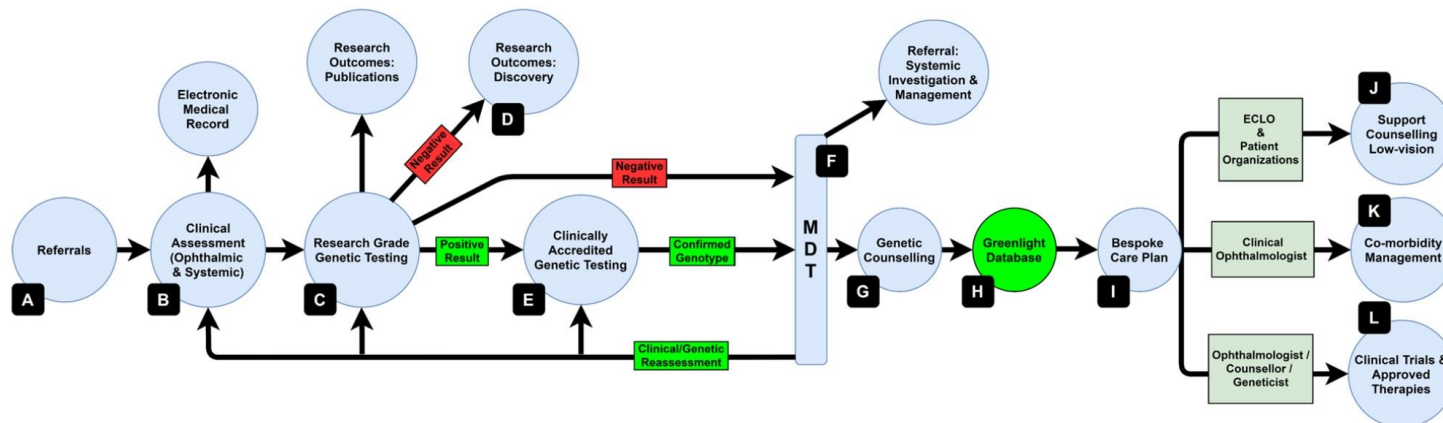 Referrals
A
Electronic
Medical
Record
Clinical
Assessment
(Ophthalmic
& Systemic)
B
Research
Outcomes:
Publications
Research Grade
Genetic Testing
C
Negative
Result
Research
Outcomes:
Discovery
D
Negative
Result
Positive
Result
Clinically
Accredited
Genetic Testing
E
Confirmed
Genotype
Clinical/Genetic
Reassessment
F
M
D
T
Referral:
Systemic
Investigation &
Management
Genetic
Counselling
G
Greenlight
Database
H
Bespoke
Care Plan
I
ECLO
&
Patient
Organizations
J
Support
Counselling
Low-vision
Clinical
Ophthalmologist
K
Co-morbidity
Management
Ophthalmologist /
Counsellor /
Geneticist
L
Clinical Trials &
Approved
Therapies